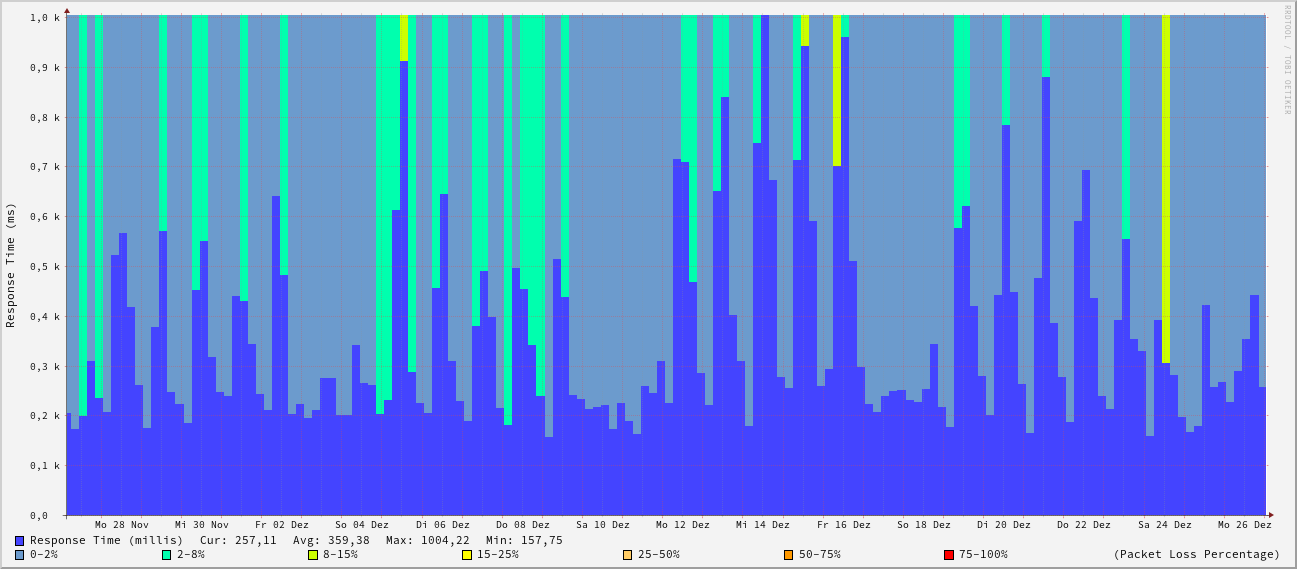 RRDTOOL / TOBI OETIKER
Response Time (ms)
1,0 k
0,9 k
0,8 k
0,7 k
0,6 k
0,5 k
0,4 k
0,3 k
0,2 k
0,1 k
0,0
Mo 28 Nov Mi 30 Nov Fr 02 Dez So 04 Dez Di 06 Dez Do 08 Dez Sa 10 Dez Mo 12 Dez Mi 14 Dez Fr 16 Dez So 18 Dez Di 20 Dez Do 22 Dez Sa 24 Dez Mo 26 Dez
Response Time (millis) Cur: 257,11 Avg: 359,38 Max: 1004,22 Min: 157,75
0-2% 2-8% 8-15% 15-25% 25-50% 50-75% 75-100% (Packet Loss Percentage)